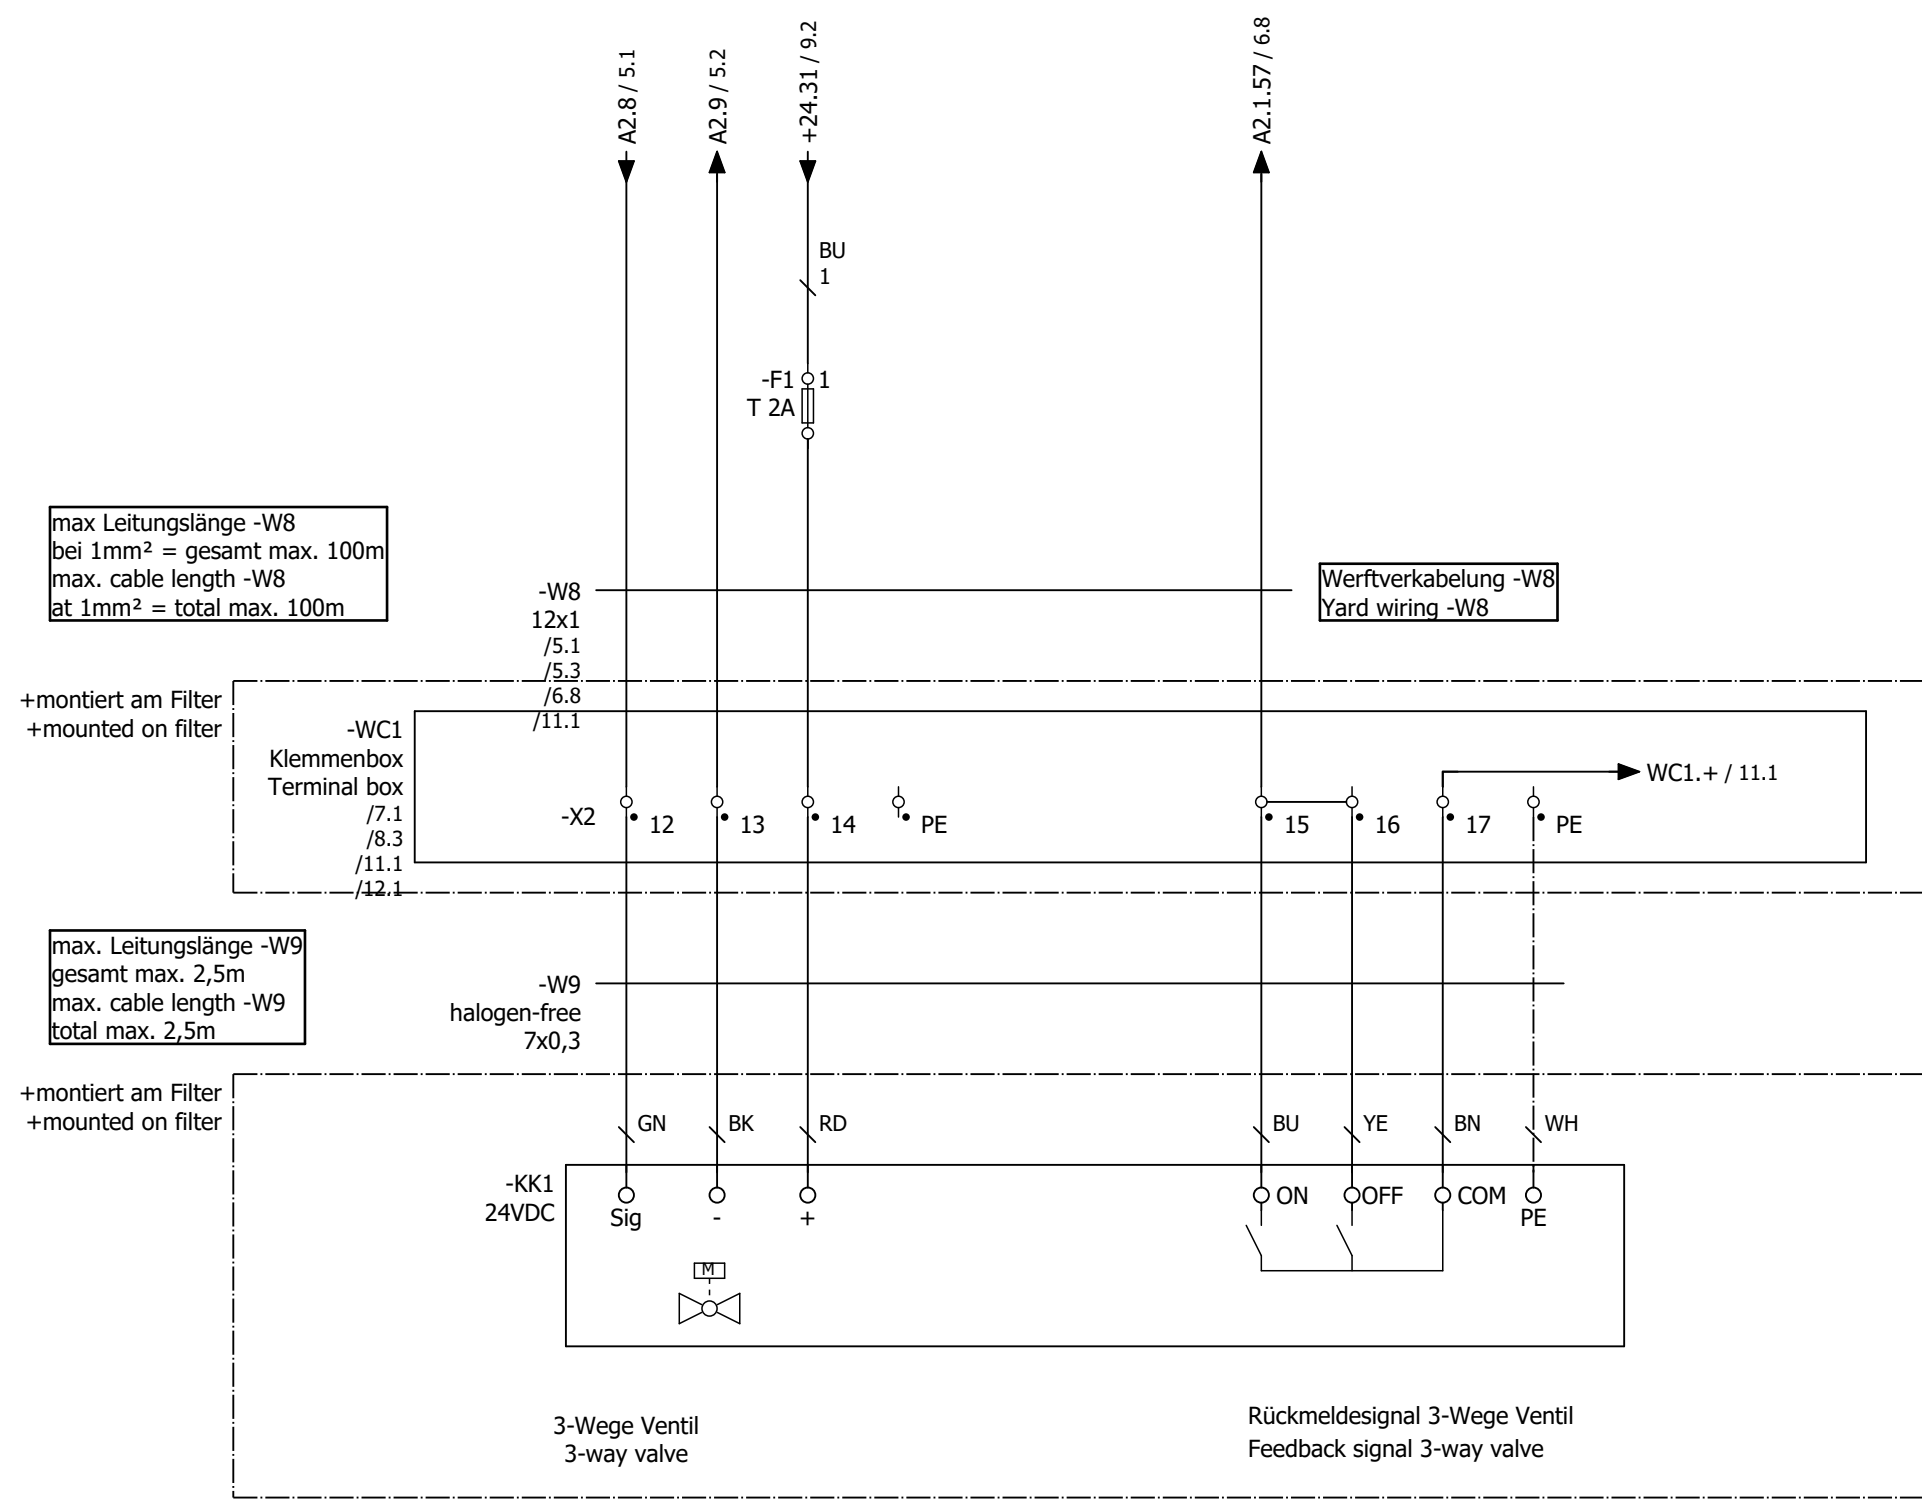 A2.8 / 5.1
A2.9 / 5.2
+24.31 / 9.2
A2.1.57 / 6.8
BU
1
-F1 1
T 2A
max Leitungslänge -W8
bei 1mm² = gesamt max. 100m
max. cable length -W8
at 1mm² = total max. 100m
-W8
12x1
/5.1
/5.3
/6.8
/11.1
Werftverkabelung -W8
Yard wiring -W8
+montiert am Filter
+mounted on filter
-WC1
Klemmenbox
Terminal box
/7.1
/8.3
/11.1
/12.1
WC1.+ / 11.1
-X2 12 13 14 PE 15 16 17 PE
max. Leitungslänge -W9
gesamt max. 2,5m
max. cable length -W9
total max. 2,5m
-W9
halogen-free
7x0,3
+montiert am Filter
+mounted on filter
GN BK RD BU YE BN WH
-KK1
24VDC
Sig - + ON OFF COM PE
M
3-Wege Ventil
3-way valve
Rückmeldesignal 3-Wege Ventil
Feedback signal 3-way valve